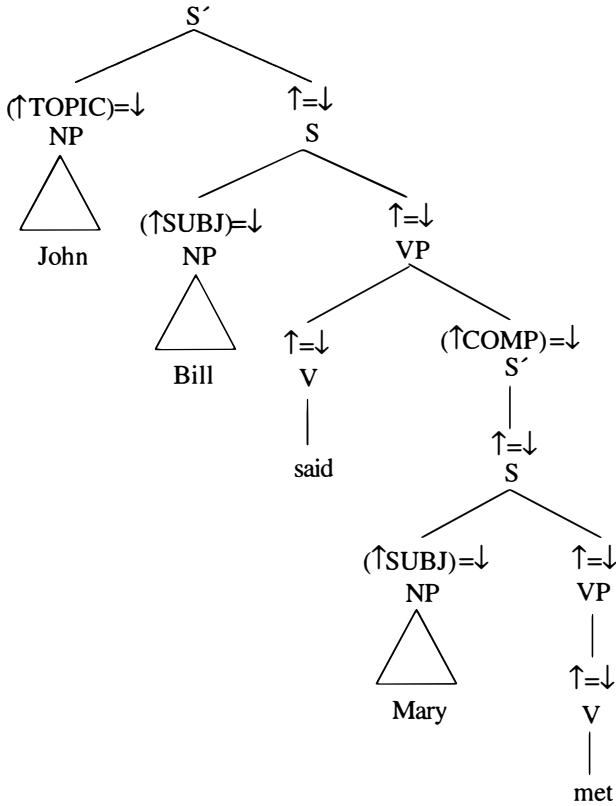 S´
(↑TOPIC)=↓ ↑=↓
NP S
John
(↑SUBJ)=↓ ↑=↓
NP VP
Bill
↑=↓ (↑COMP)=↓
V S´
said
↑=↓
S
(↑SUBJ)=↓ ↑=↓
NP VP
Mary
↑=↓
V
met